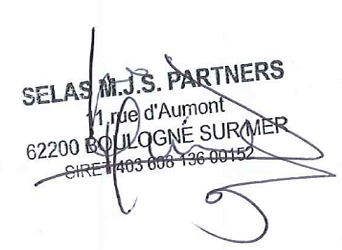 SELAS M.J.S. PARTNERS
11,rue d'Aumont
62200 BOULOGNE SUR MER
SIRET 403 608 136 00152